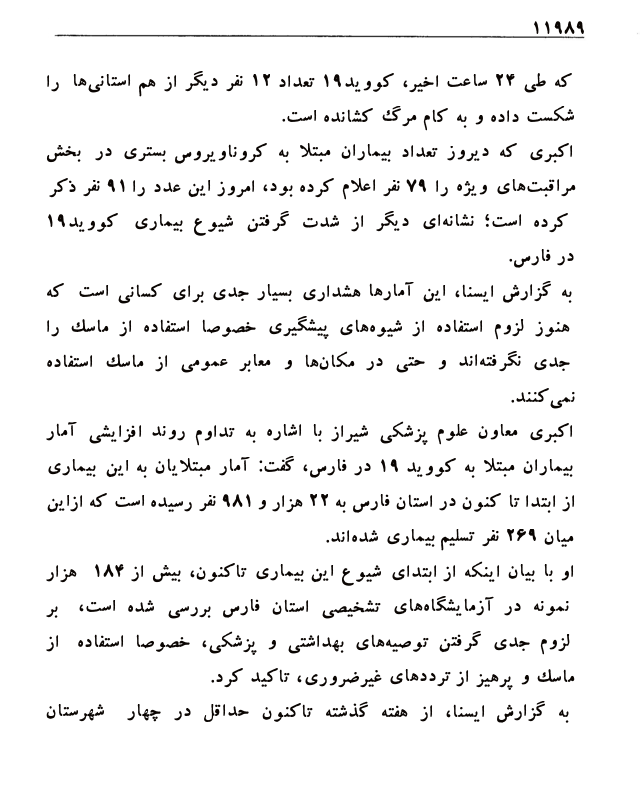 ۱۱۹۸۹
که طی ۲۴ ساعت اخیر، کووید۱۹ تعداد ۱۲ نفر دیگر از هم استانی‌ها را
شکست داده و به کام مرگ کشانده است.
اکبری که دیروز تعداد بیماران مبتلا به کروناویروس بستری در بخش
مراقبت‌های ویژه را ۷۹ نفر اعلام کرده بود، امروز این عدد را ۹۱ نفر ذکر
کرده است؛ نشانه‌ای دیگر از شدت گرفتن شیوع بیماری کووید۱۹
در فارس.
به گزارش ایسنا، این آمارها هشداری بسیار جدی برای کسانی است که
هنوز لزوم استفاده از شیوه‌های پیشگیری خصوصا استفاده از ماسك را
جدی نگرفته‌اند و حتی در مکان‌ها و معابر عمومی از ماسك استفاده
نمی‌کنند.
اکبری معاون علوم پزشکی شیراز با اشاره به تداوم روند افزایشی آمار
بیماران مبتلا به کووید ۱۹ در فارس، گفت: آمار مبتلایان به این بیماری
از ابتدا تا کنون در استان فارس به ۲۲ هزار و ۹۸۱ نفر رسیده است که ازاین
میان ۲۶۹ نفر تسلیم بیماری شده‌اند.
او با بیان اینکه از ابتدای شیوع این بیماری تاکنون، بیش از ۱۸۴ هزار
نمونه در آزمایشگاه‌های تشخیصی استان فارس بررسی شده است، بر
لزوم جدی گرفتن توصیه‌های بهداشتی و پزشکی، خصوصا استفاده از
ماسك و پرهیز از ترددهای غیرضروری، تاکید کرد.
به گزارش ایسنا، از هفته گذشته تاکنون حداقل در چهار شهرستان